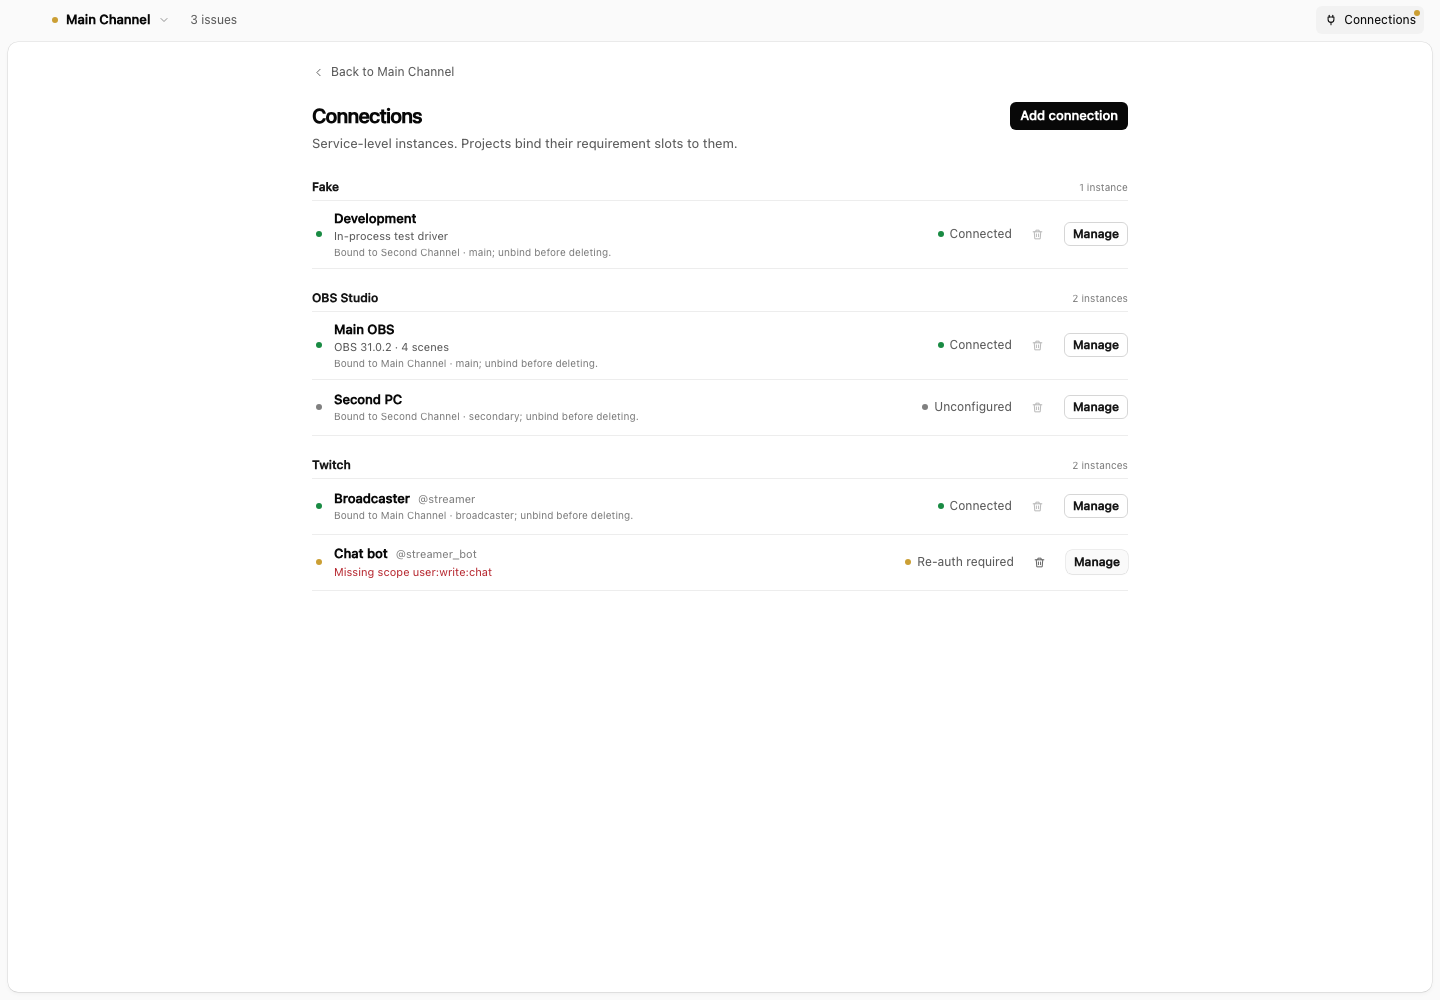 Main Channel 3 issues Connections
Back to Main Channel
Connections Add connection
Service-level instances. Projects bind their requirement slots to them.
Fake 1 instance
Development
In-process test driver
Connected Manage
Bound to Second Channel · main; unbind before deleting.
OBS Studio 2 instances
Main OBS
OBS 31.0.2 · 4 scenes
Connected Manage
Bound to Main Channel · main; unbind before deleting.
Second PC
Unconfigured Manage
Bound to Second Channel · secondary; unbind before deleting.
Twitch 2 instances
Broadcaster @streamer
Connected Manage
Bound to Main Channel · broadcaster; unbind before deleting.
Chat bot @streamer_bot
Re-auth required Manage
Missing scope user:write:chat